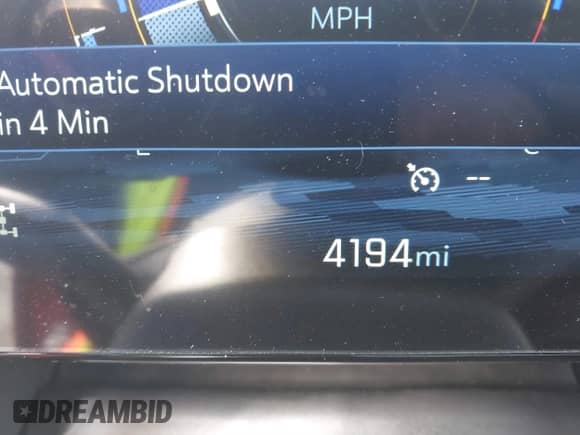 MPH
Automatic Shutdown
in 4 Min
--
4194mi
DREAMBID